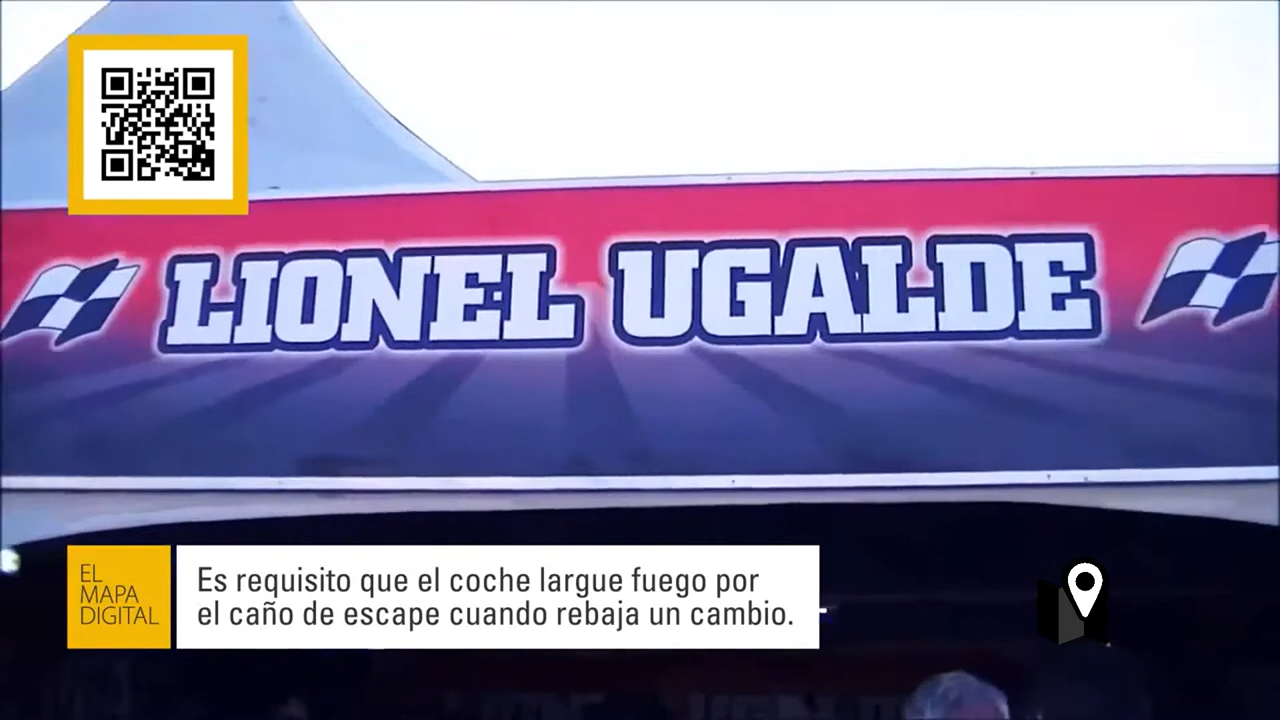 LIONEL UGALDE
EL
MAPA
DIGITAL
Es requisito que el coche largue fuego por
el caño de escape cuando rebaja un cambio.